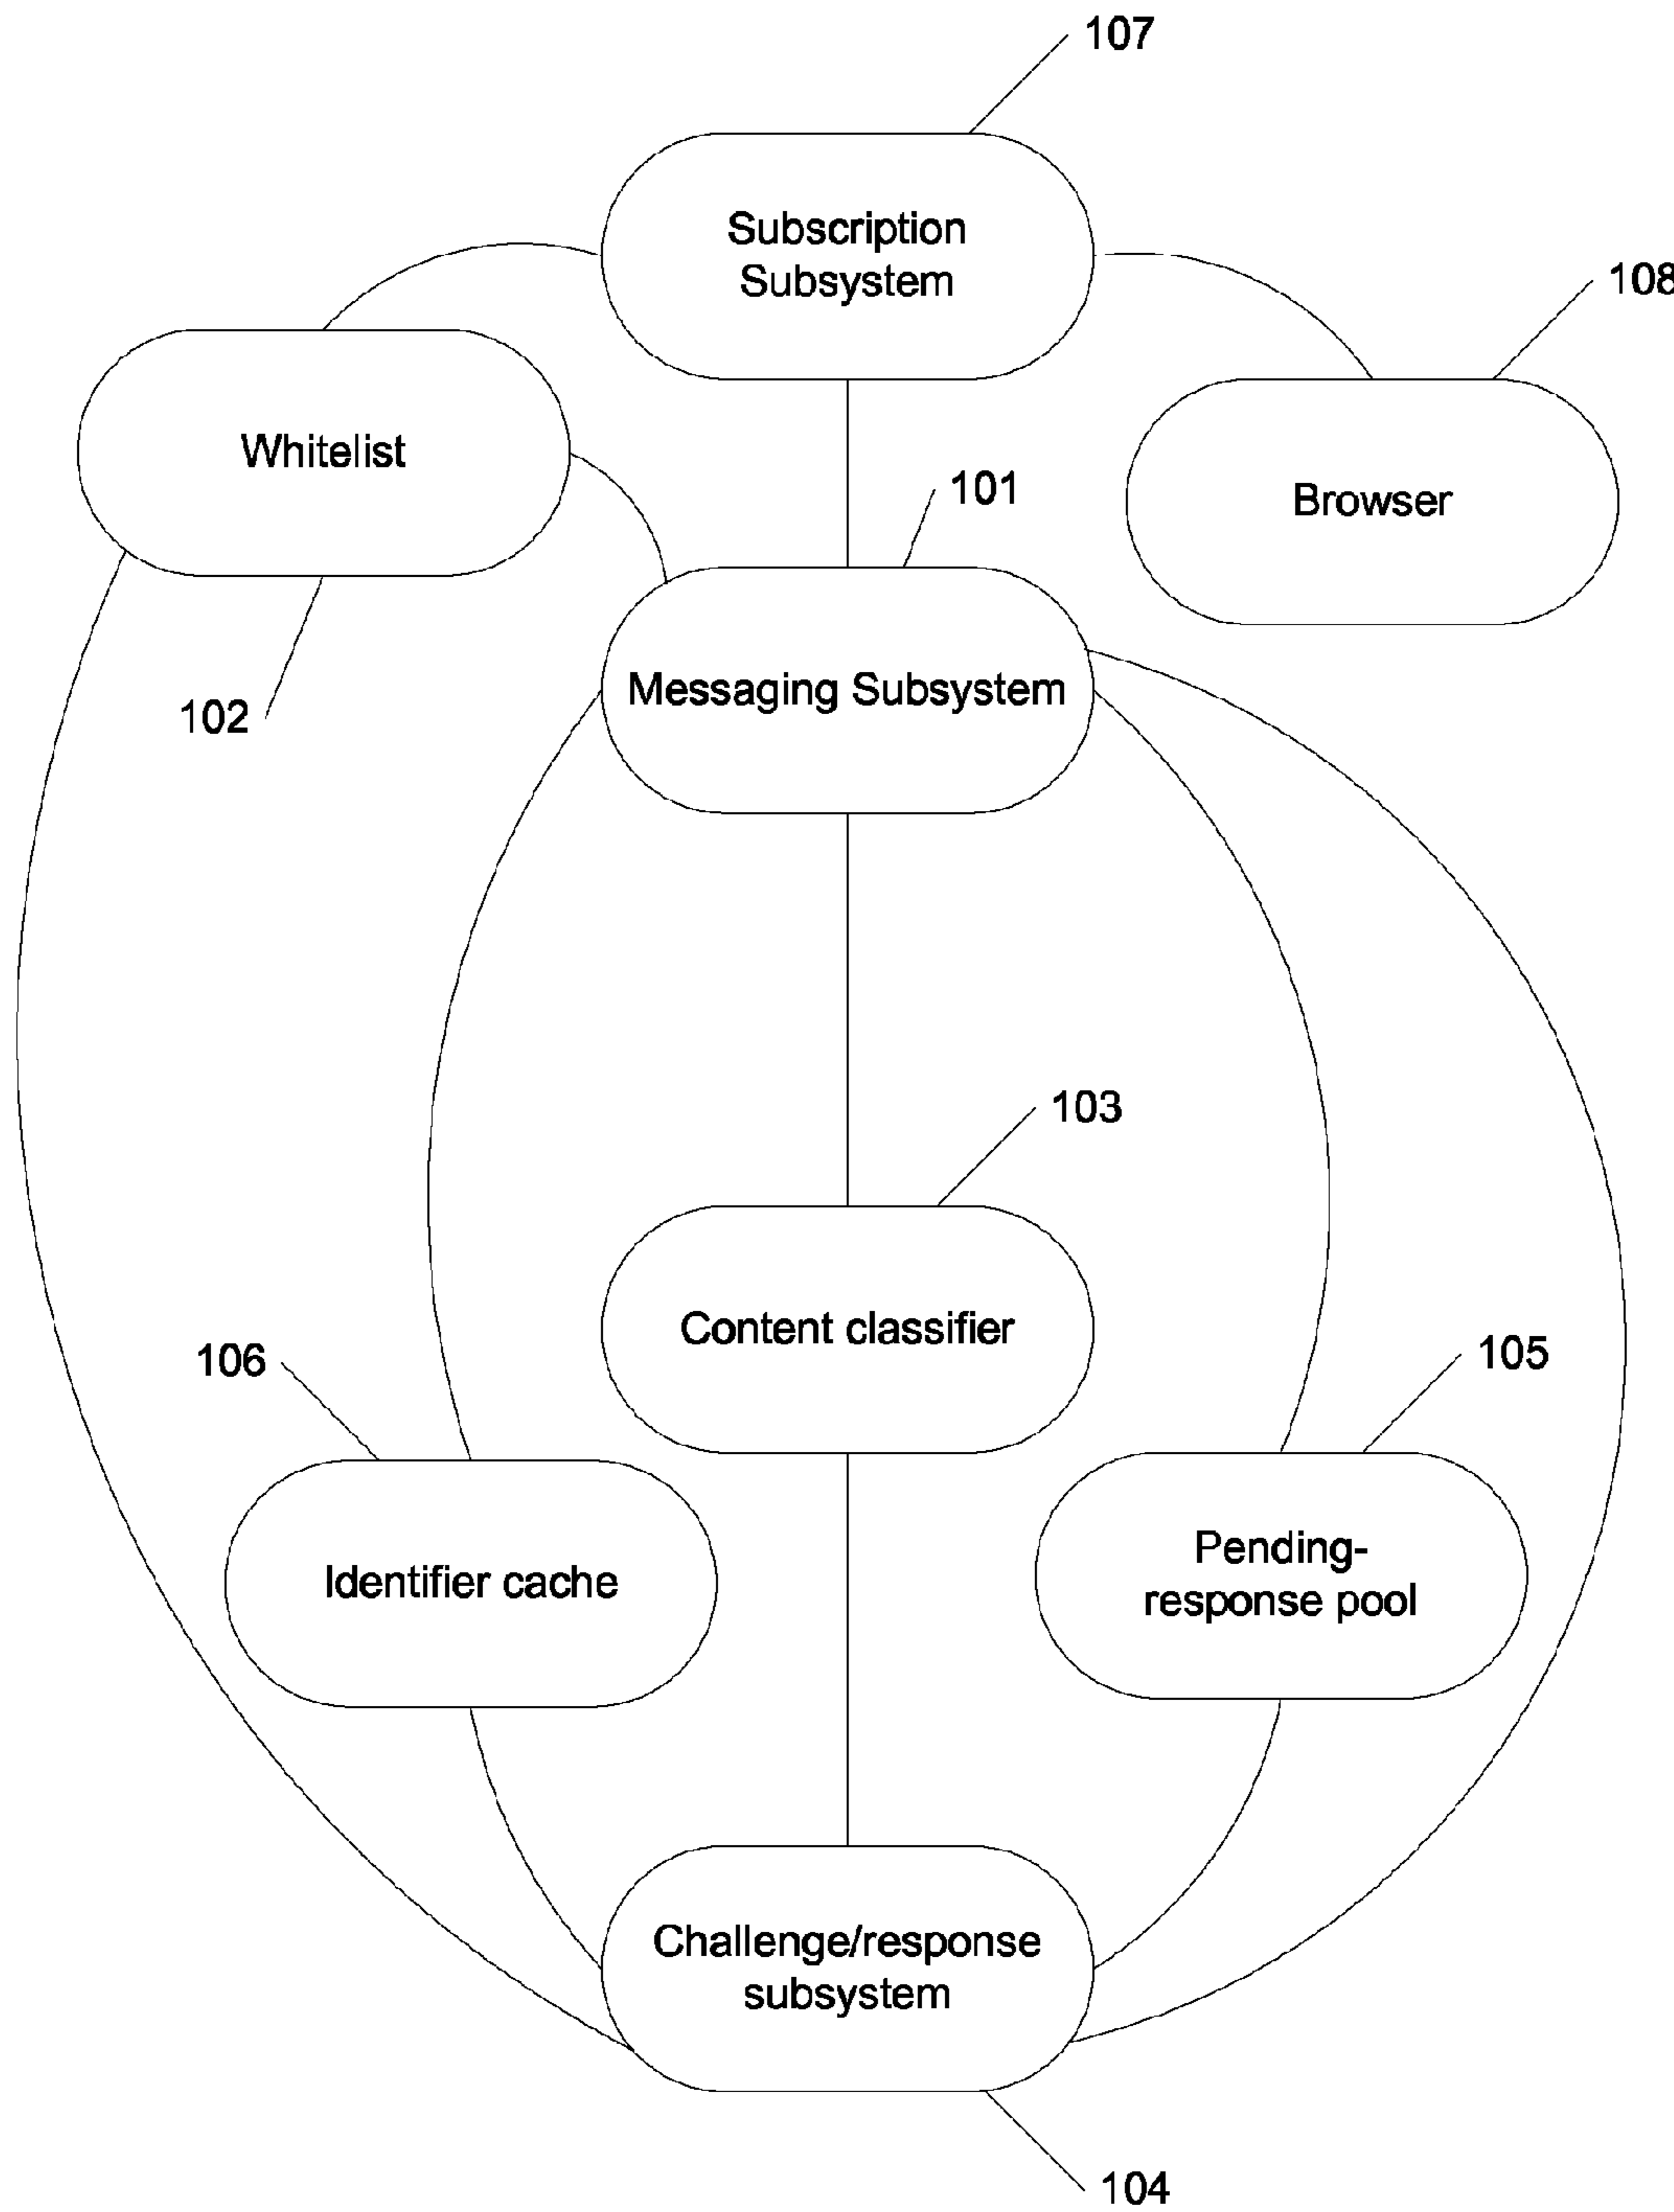 107
Subscription
Subsystem
108
Whitelist
Browser
101
Messaging Subsystem
102
103
Content classifier
106
105
Identifier cache
Pending-
response pool
Challenge/response
subsystem
104